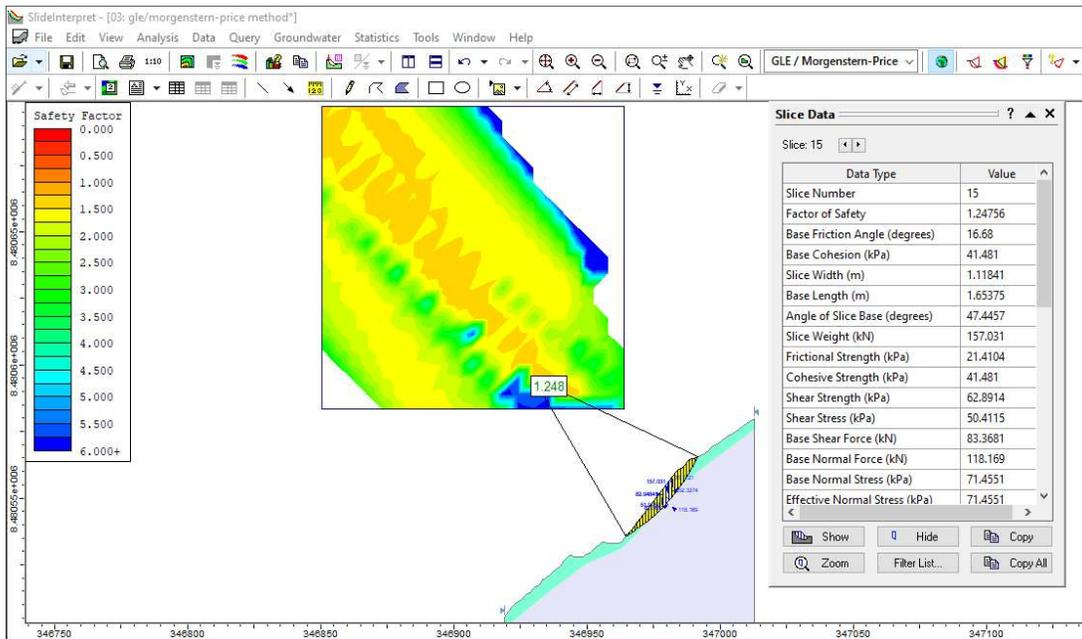 SlideInterpret - [03: gle/morgenstern-price method*]
File Edit View Analysis Data Query Groundwater Statistics Tools Window Help
1:10
GLE / Morgenstern-Price
Safety Factor
0.000
0.500
1.000
1.500
2.000
2.500
3.000
3.500
4.000
4.500
5.000
5.500
6.000+
8.48065e+006
8.4806e+006
8.48055e+006
1.248
157.031
118.169
346750 346800 346850 346900 346950 347000 347050 347100
Slice Data ?
Slice: 15
Data Type Value
Slice Number 15
Factor of Safety 1.24756
Base Friction Angle (degrees) 16.68
Base Cohesion (kPa) 41.481
Slice Width (m) 1.11841
Base Length (m) 1.65375
Angle of Slice Base (degrees) 47.4457
Slice Weight (kN) 157.031
Frictional Strength (kPa) 21.4104
Cohesive Strength (kPa) 41.481
Shear Strength (kPa) 62.8914
Shear Stress (kPa) 50.4115
Base Shear Force (kN) 83.3681
Base Normal Force (kN) 118.169
Base Normal Stress (kPa) 71.4551
Effective Normal Stress (kPa) 71.4551
Show Hide Copy
Zoom Filter List... Copy All